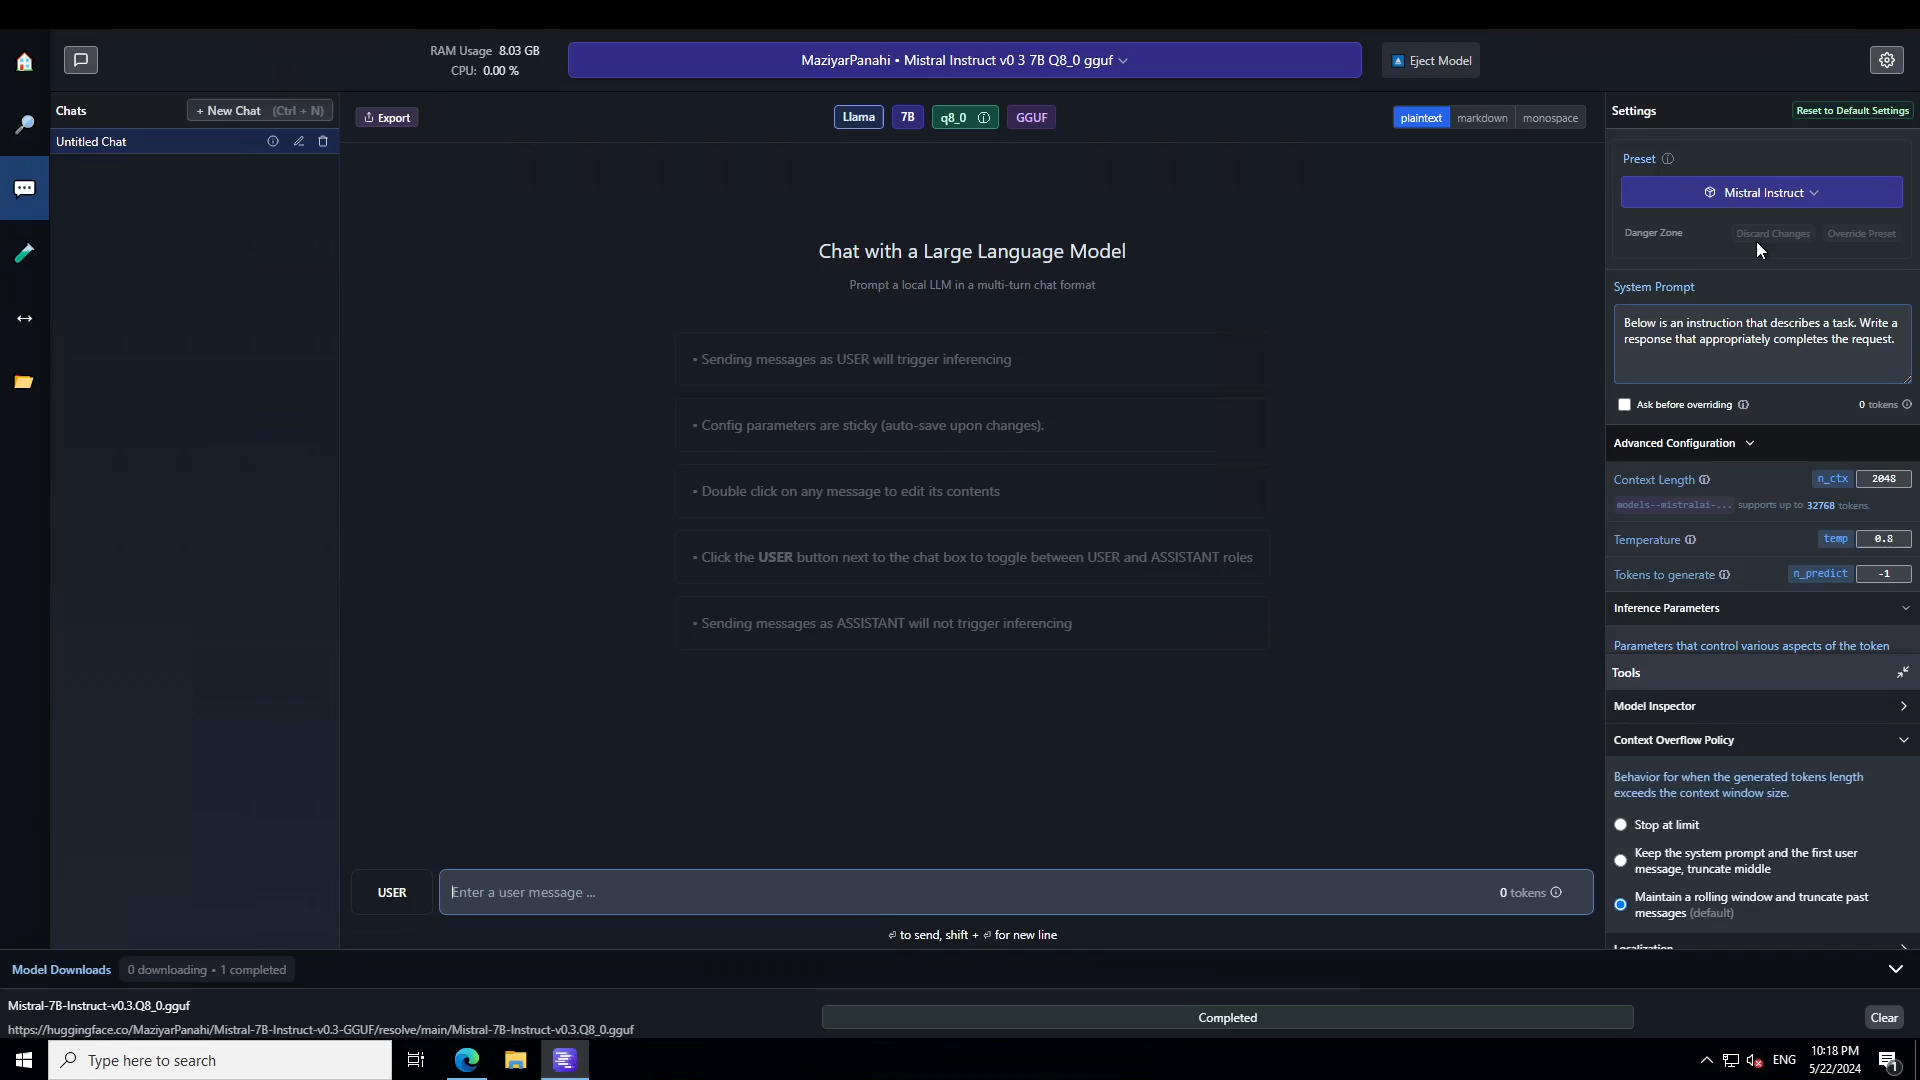 RAM Usage 8.03 GB
CPU: 0.00 %
MaziyarPanahi • Mistral Instruct v0 3 7B Q8_0 gguf
Eject Model
Chats
+ New Chat (Ctrl + N)
Export
Llama
7B
q8_0
GGUF
plaintext
markdown
monospace
Settings
Reset to Default Settings
Untitled Chat
Preset
Mistral Instruct
Danger Zone
Discard Changes
Override Preset
Chat with a Large Language Model
Prompt a local LLM in a multi-turn chat format
• Sending messages as USER will trigger inferencing
• Config parameters are sticky (auto-save upon changes).
• Double click on any message to edit its contents
• Click the USER button next to the chat box to toggle between USER and ASSISTANT roles
• Sending messages as ASSISTANT will not trigger inferencing
System Prompt
Below is an instruction that describes a task. Write a
response that appropriately completes the request.
Ask before overriding
0 tokens
Advanced Configuration
Context Length
n_ctx
2048
models--mistralai-... supports up to 32768 tokens.
Temperature
temp
0.8
Tokens to generate
n_predict
-1
Inference Parameters
Parameters that control various aspects of the token
Tools
Model Inspector
Context Overflow Policy
Behavior for when the generated tokens length
exceeds the context window size.
Stop at limit
Keep the system prompt and the first user
message, truncate middle
Maintain a rolling window and truncate past
messages (default)
Localization
USER
Enter a user message ...
0 tokens
⏎ to send, shift + ⏎ for new line
Model Downloads
0 downloading • 1 completed
Mistral-7B-Instruct-v0.3.Q8_0.gguf
https://huggingface.co/MaziyarPanahi/Mistral-7B-Instruct-v0.3-GGUF/resolve/main/Mistral-7B-Instruct-v0.3.Q8_0.gguf
Completed
Clear
Type here to search
ENG
10:18 PM
5/22/2024
1